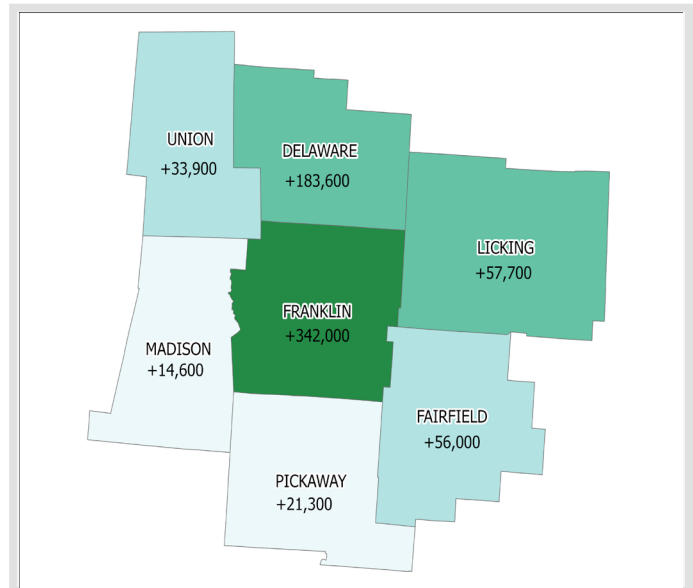 UNION
+33,900
DELAWARE
+183,600
LICKING
+57,700
FRANKLIN
+342,000
MADISON
+14,600
FAIRFIELD
+56,000
PICKAWAY
+21,300